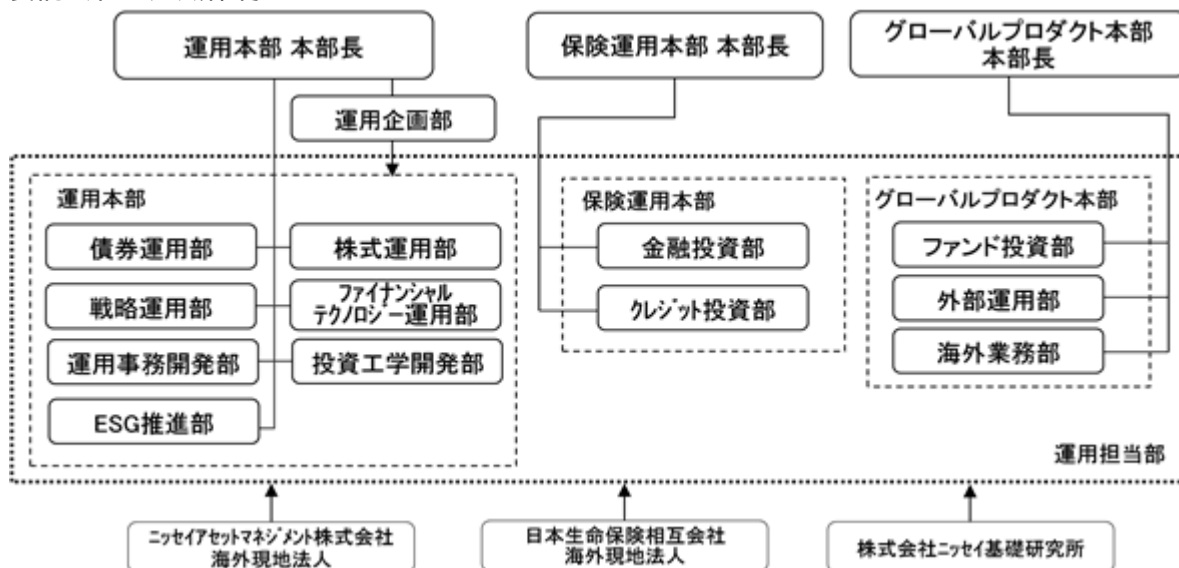 運用本部 本部長
保険運用本部 本部長
グローバルプロダクト本部
本部長
運用企画部
運用本部
債券運用部
株式運用部
戦略運用部
ファイナンシャル
テクノロジー運用部
運用事務開発部
投資工学開発部
ESG推進部
保険運用本部
金融投資部
クレジット投資部
グローバルプロダクト本部
ファンド投資部
外部運用部
海外業務部
運用担当部
ニッセイアセットマネジメント株式会社
海外現地法人
日本生命保険相互会社
海外現地法人
株式会社ニッセイ基礎研究所